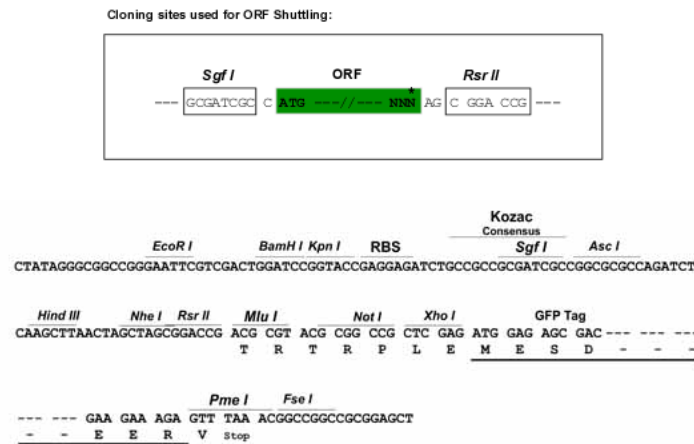 Cloning sites used for ORF Shuttling:
Sgf I ORF Rsr II
--- GCGATCGC C ATG ---//--- NNN* AG C GGA CCG ---
Kozac
Consensus
EcoR I BamH I Kpn I RBS Sgf I Asc I
CTATAGGGCGGCCGGGAATTCGTCGACTGGATCCGGTACCGAGGAGATCTGCCGCCGCGATCGCCGGCGCGCCAGATCT
Hind III Nhe I Rsr II Mlu I Not I Xho I GFP Tag
CAAGCTTAACTAGCTAGCGGACCG ACG CGT ACG CGG CCG CTC GAG ATG GAG AGC GAC--- --- ---
T R T R P L E M E S D - - -
Pme I Fse I
--- --- GAA GAA AGA GTT TAA ACGGCCGGCCGCGGAGCT
- - E E R V Stop